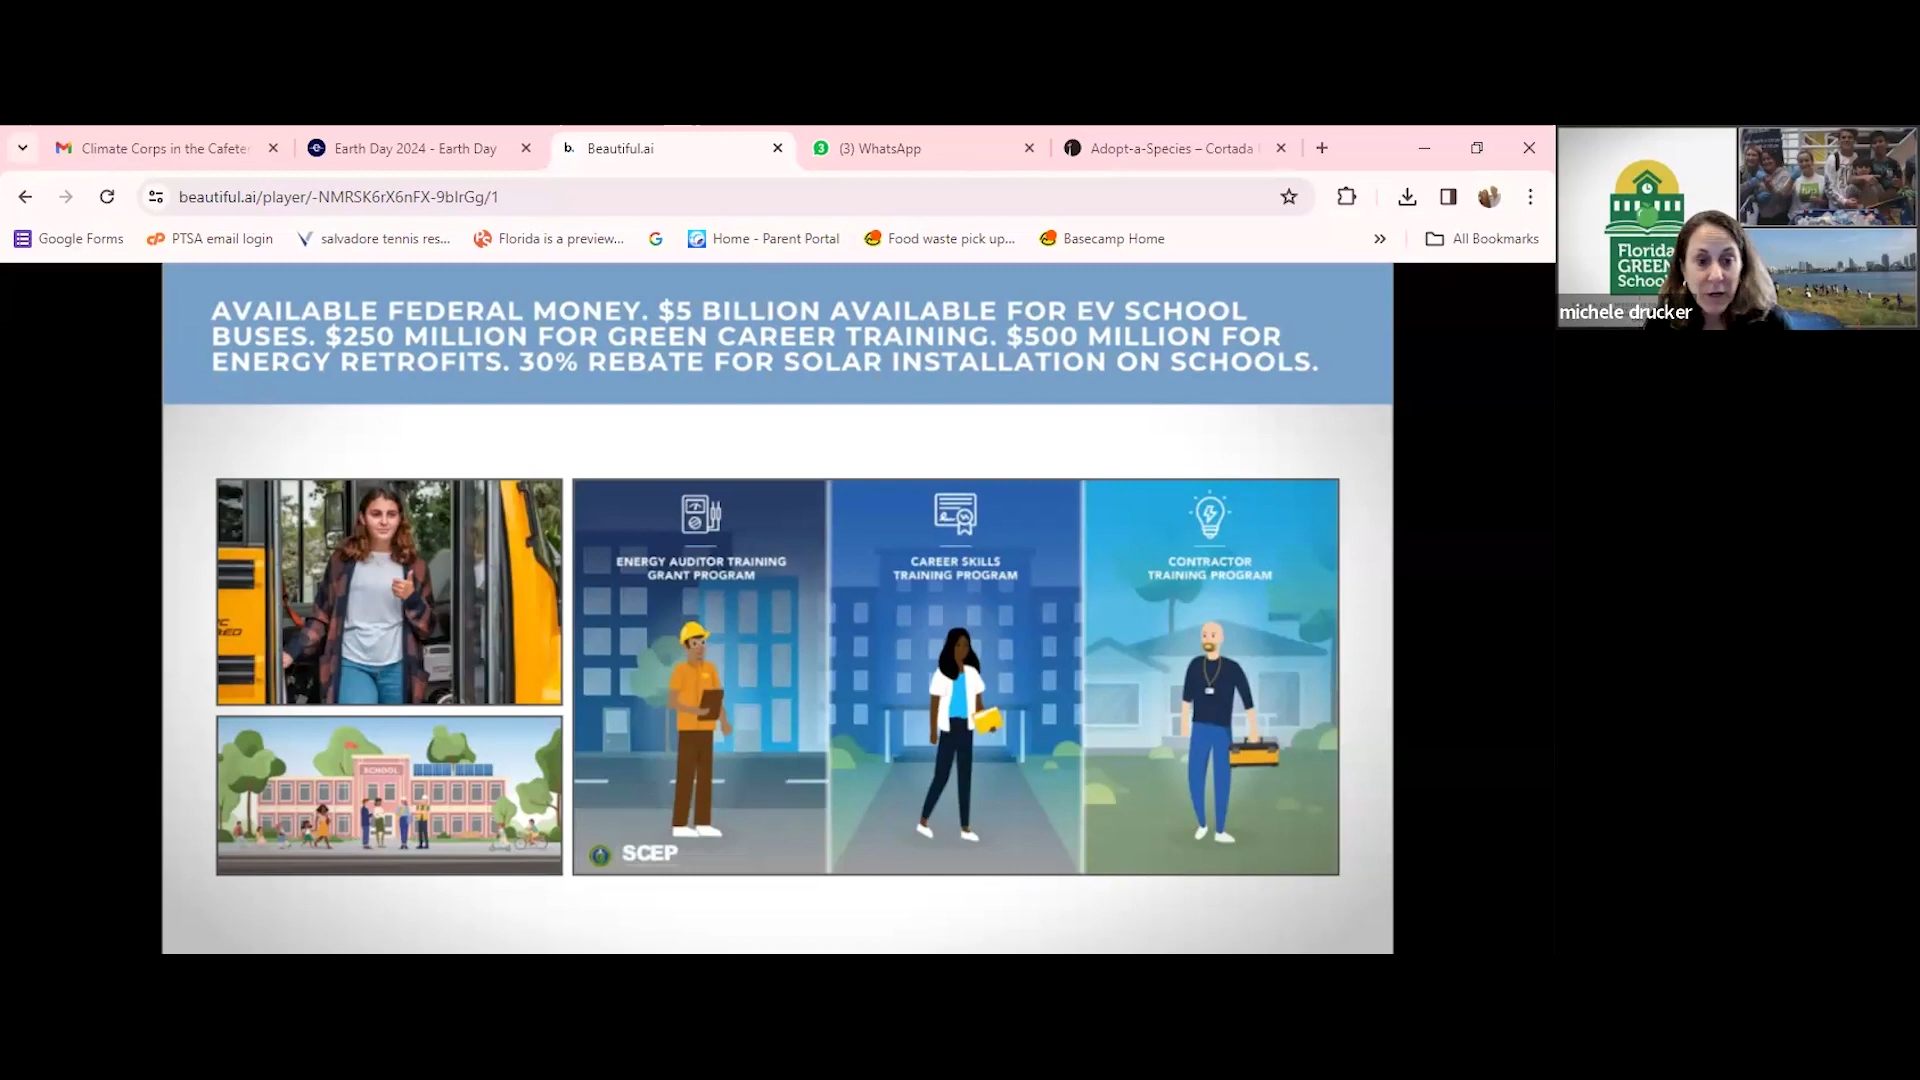 Climate Corps in the Cafeter
Earth Day 2024 - Earth Day
b. Beautiful.ai
(3) WhatsApp
Adopt-a-Species – Cortada
beautiful.ai/player/-NMRSK6rX6nFX-9bIrGg/1
Google Forms
PTSA email login
salvadore tennis res...
Florida is a preview...
Home - Parent Portal
Food waste pick up...
Basecamp Home
All Bookmarks
AVAILABLE FEDERAL MONEY. $5 BILLION AVAILABLE FOR EV SCHOOL
BUSES. $250 MILLION FOR GREEN CAREER TRAINING. $500 MILLION FOR
ENERGY RETROFITS. 30% REBATE FOR SOLAR INSTALLATION ON SCHOOLS.
ENERGY AUDITOR TRAINING
GRANT PROGRAM
CAREER SKILLS
TRAINING PROGRAM
CONTRACTOR
TRAINING PROGRAM
SCHOOL
SCEP
Florida
GREEN
School
michele drucker